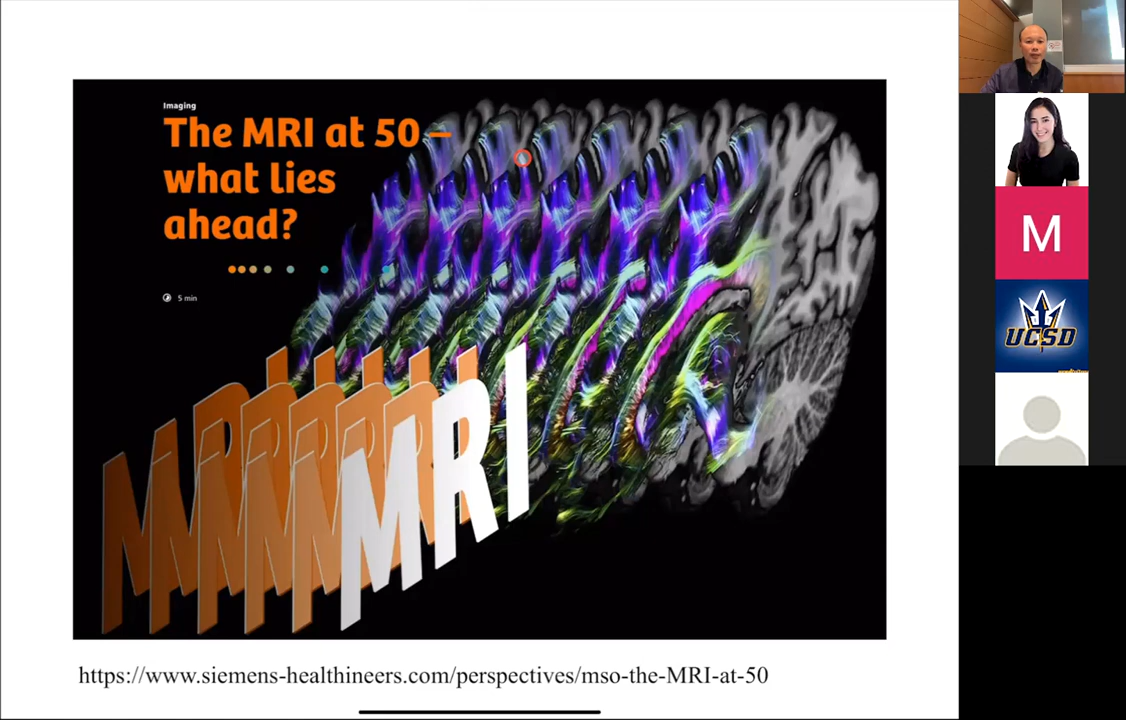 Imaging
The MRI at 50 –
what lies
ahead?
5 min
MRI
https://www.siemens-healthineers.com/perspectives/mso-the-MRI-at-50
M
UCSD